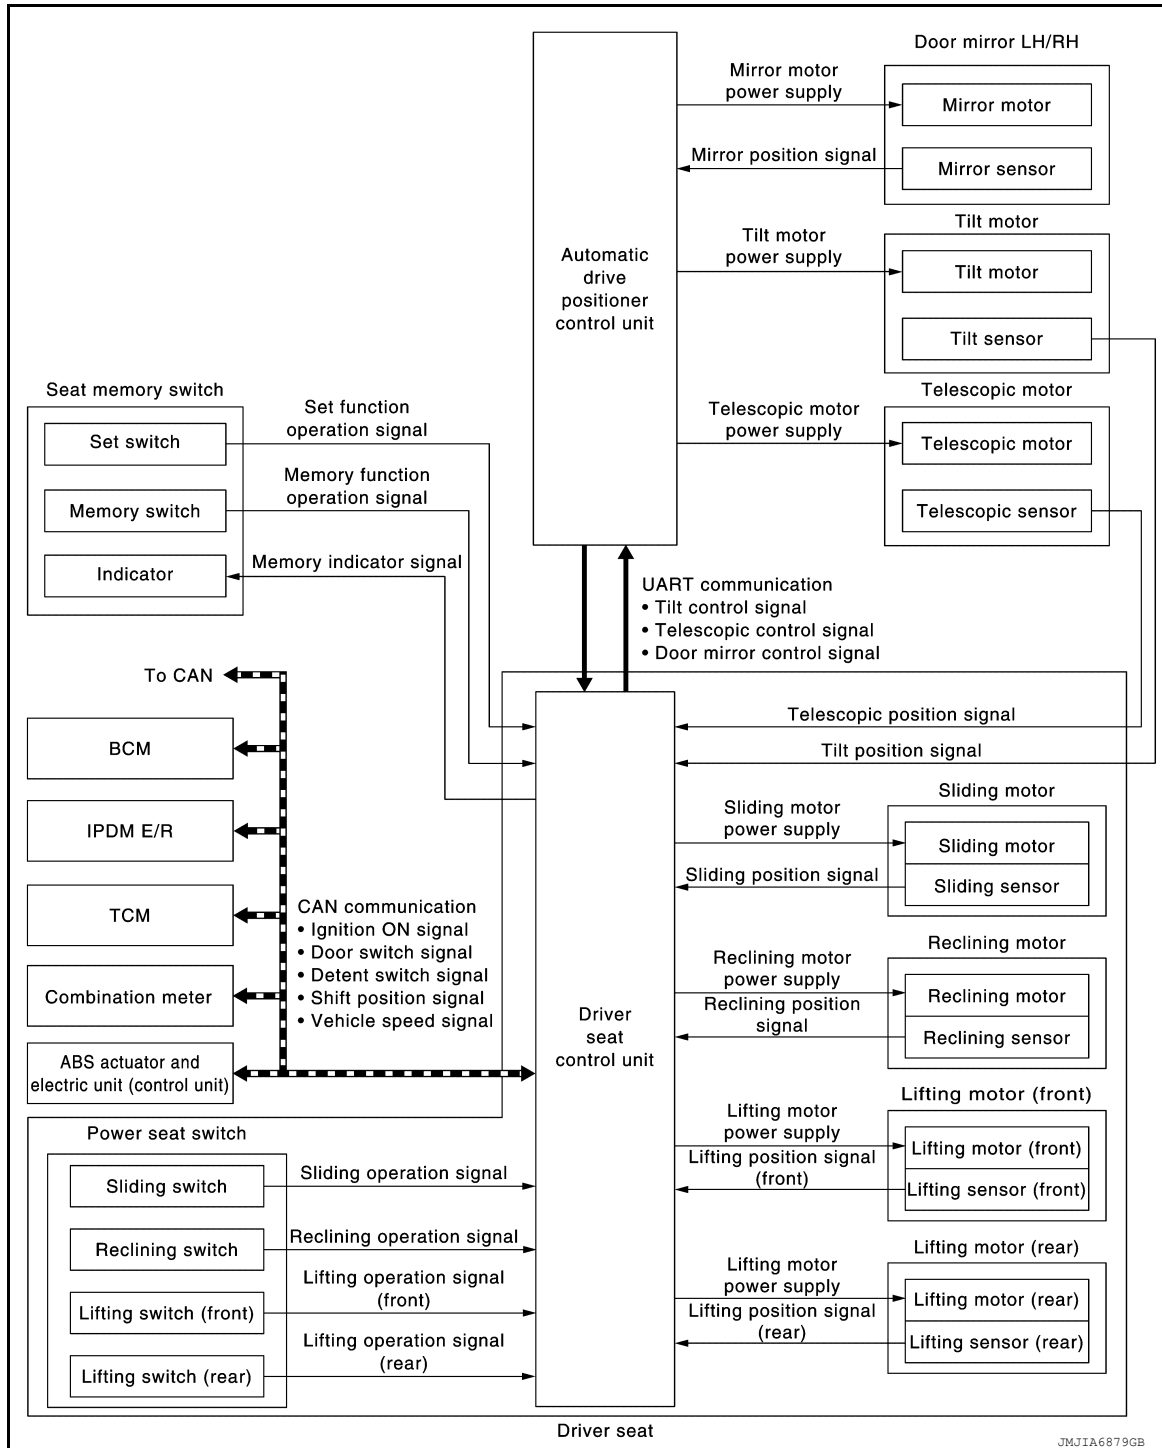 Door mirror LH/RH
Mirror motor
power supply
Mirror motor
Mirror position signal
Mirror sensor
Tilt motor
Tilt motor
power supply
Tilt motor
Automatic
drive
positioner
control unit
Tilt sensor
Seat memory switch
Telescopic motor
Set function
operation signal
Telescopic motor
power supply
Set switch
Telescopic motor
Memory function
operation signal
Memory switch
Telescopic sensor
Memory indicator signal
Indicator
UART communication
• Tilt control signal
• Telescopic control signal
• Door mirror control signal
To CAN
Telescopic position signal
BCM
Tilt position signal
Sliding motor
Sliding motor
power supply
IPDM E/R
Sliding motor
Sliding position signal
Sliding sensor
TCM
CAN communication
• Ignition ON signal
• Door switch signal
• Detent switch signal
• Shift position signal
• Vehicle speed signal
Reclining motor
Reclining motor
power supply
Combination meter
Reclining motor
Reclining position
signal
Reclining sensor
Driver
seat
control unit
ABS actuator and
electric unit (control unit)
Lifting motor (front)
Lifting motor
power supply
Power seat switch
Lifting motor (front)
Lifting position signal
(front)
Sliding operation signal
Sliding switch
Lifting sensor (front)
Reclining operation signal
Reclining switch
Lifting motor (rear)
Lifting motor
power supply
Lifting operation signal
(front)
Lifting switch (front)
Lifting motor (rear)
Lifting position signal
(rear)
Lifting operation signal
(rear)
Lifting sensor (rear)
Lifting switch (rear)
Driver seat
JMJIA6879GB